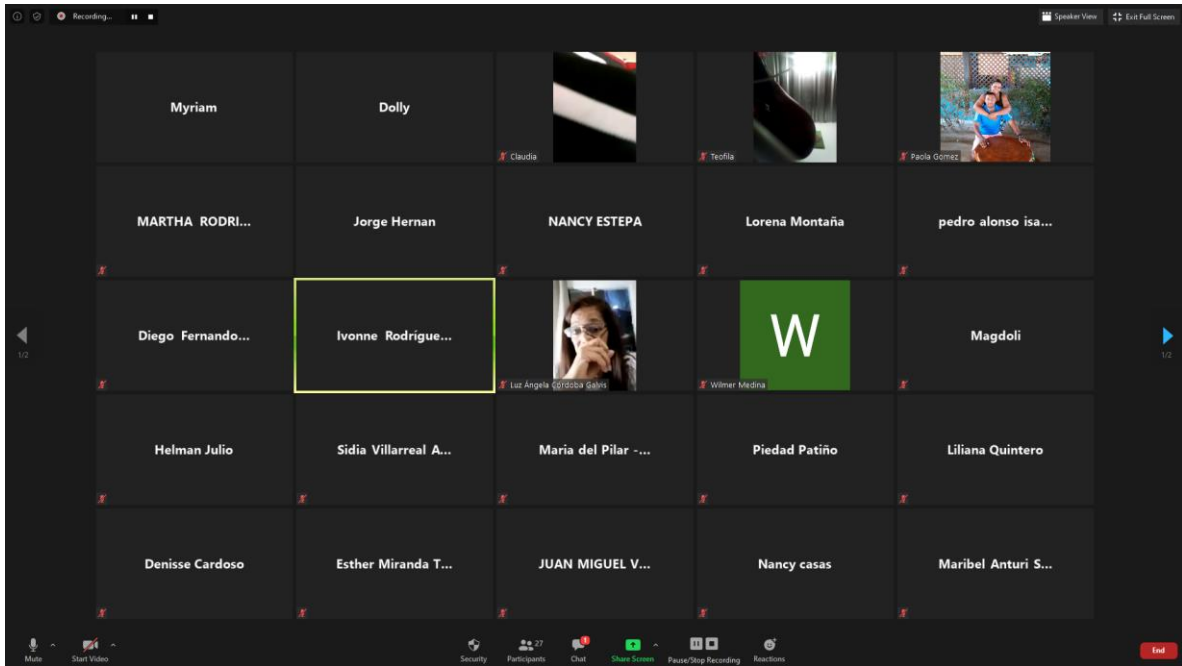 Recording...
Speaker View
Exit Full Screen
Myriam
Dolly
Claudia
Teofila
Paola Gomez
MARTHA RODRI...
Jorge Hernan
NANCY ESTEPA
Lorena Montaña
pedro alonso isa...
Diego Fernando...
Ivonne Rodrígue...
Luz Ángela Córdoba Galvis
W
Wilmer Medina
Magdoli
1/2
1/2
Helman Julio
Sidia Villarreal A...
Maria del Pilar -...
Piedad Patiño
Liliana Quintero
Denisse Cardoso
Esther Miranda T...
JUAN MIGUEL V...
Nancy casas
Maribel Anturi S...
Mute
Start Video
Security
27
Participants
1
Chat
Share Screen
Pause/Stop Recording
Reactions
End